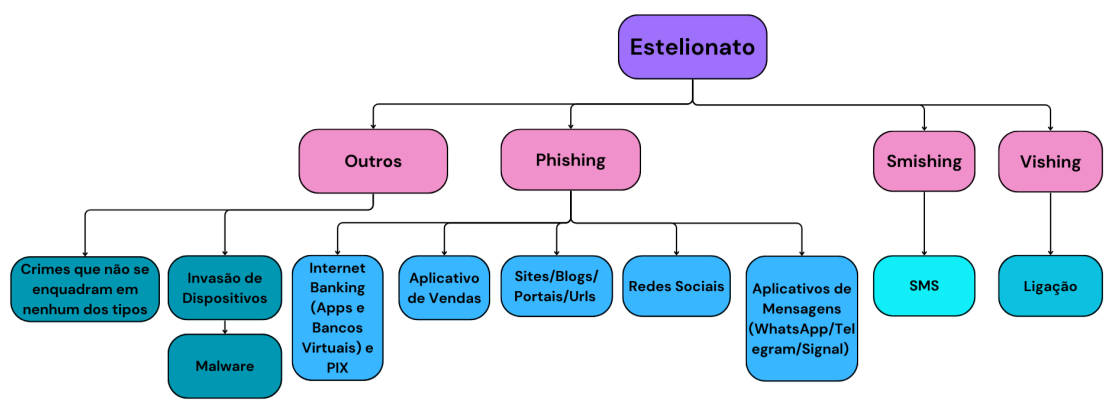 Estelionato
Outros
Phishing
Smishing
Vishing
Crimes que não se
enquadram em
nenhum dos tipos
Invasão de
Dispositivos
Malware
Internet
Banking
(Apps e
Bancos
Virtuais) e
PIX
Aplicativo
de Vendas
Sites/Blogs/
Portais/Urls
Redes Sociais
Aplicativos de
Mensagens
(WhatsApp/Tel
egram/Signal)
SMS
Ligação